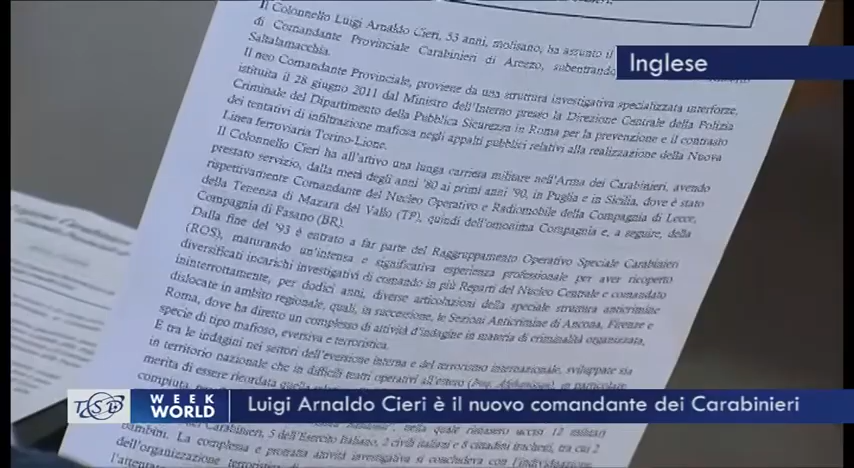 Il Colonnello Luigi Arnaldo Cieri, 53 anni, molisano, ha assunto il
di Comandante Provinciale Carabinieri di Arezzo, subentrando
Saltalamacchia.
Il neo Comandante Provinciale, proviene da una struttura investigativa specializzata interforze,
istituita il 28 giugno 2011 dal Ministro dell'Interno presso la Direzione Centrale della Polizia
Criminale del Dipartimento della Pubblica Sicurezza in Roma per la prevenzione e il contrasto
dei tentativi di infiltrazione mafiosa negli appalti pubblici relativi alla realizzazione della Nuova
Linea ferroviaria Torino-Lione.
Il Colonnello Cieri ha all'attivo una lunga carriera militare nell'Arma dei Carabinieri, avendo
prestato servizio, dalla metà degli anni '80 ai primi anni '90, in Puglia e in Sicilia, dove è stato
rispettivamente Comandante del Nucleo Operativo e Radiomobile della Compagnia di Lecce,
della Tenenza di Mazara del Vallo (TP), quindi dell'omonima Compagnia e, a seguire, della
Compagnia di Fasano (BR).
Dalla fine del '93 è entrato a far parte del Raggruppamento Operativo Speciale Carabinieri
(ROS), maturando un'intensa e significativa esperienza professionale per aver ricoperto
diversificati incarichi investigativi di comando in più Reparti del Nucleo Centrale e comandato
ininterrottamente, per dodici anni, diverse articolazioni della speciale struttura anticrimine
dislocate in ambito regionale, quali, in successione, le Sezioni Anticrimine di Ancona, Firenze e
Roma, dove ha diretto un complesso di attività d'indagine in materia di criminalità organizzata,
specie di tipo mafioso, eversiva e terroristica.
E tra le indagini nei settori dell'eversione interna e del terrorismo internazionale, sviluppate sia
in territorio nazionale che in difficili teatri operativi all'estero (Iraq, Afghanistan), in particolare
merita di essere ricordata quella
compiuta
nella quale rimasero uccisi 12 militari
Carabinieri, 5 dell'Esercito Italiano, 2 civili italiani e 8 cittadini iracheni, tra cui 2
bambini. La complessa e protratta attività investigativa si concludeva con l'individuazione
dell'organizzazione terroristica
Inglese
TSD
WEEK
WORLD
Luigi Arnaldo Cieri è il nuovo comandante dei Carabinieri